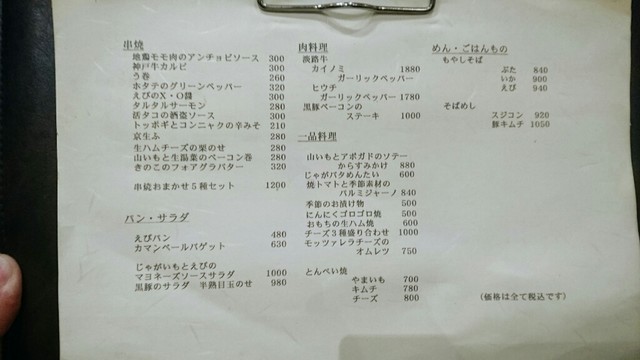 串焼
地鶏モモ肉のアンチョビソース 300
神戸牛カルビ 300
う巻 260
ホタテのグリーンペッパー 320
えびのX・O醤 300
タルタルサーモン 280
活タコの酒盗ソース 300
トッポギとコンニャクの辛みそ 210
京生ふ 280
生ハムチーズの栗のせ 280
山いもと生湯葉のベーコン巻 280
きのこのフォアグラバター 320
串焼おまかせ5種セット 1200
パン・サラダ
えびパン 480
カマンベールバゲット 630
じゃがいもとえびの
マヨネーズソースサラダ 1000
黒豚のサラダ 半熟目玉のせ 980
肉料理
淡路牛
カイノミ 1880
ガーリックペッパー
ヒウチ
ガーリックペッパー 1780
黒豚ベーコンの
ステーキ 1000
一品料理
山いもとアボガドのソテー
からすみかけ 880
じゃがバタめんたい 600
焼トマトと季節素材の
パルミジャーノ 840
季節のお漬け物 500
にんにくゴロゴロ焼 500
おもちの生ハム焼 600
チーズ3種盛り合わせ 1000
モッツァレラチーズの
オムレツ 750
とんぺい焼
やまいも 700
キムチ 780
チーズ 800
めん・ごはんもの
もやしそば
ぶた 840
いか 900
えび 940
そばめし
スジコン 920
豚キムチ 1050
(価格は全て税込です)